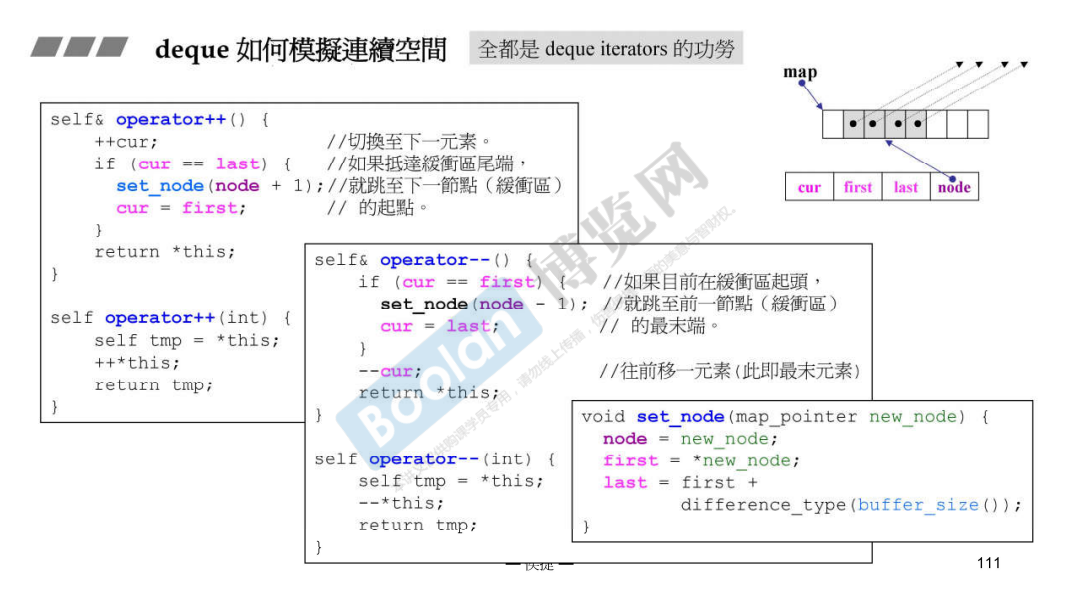 deque 如何模擬連續空間
全都是 deque iterators 的功勞
map
cur first last node
self& operator++() {
++cur; //切換至下一元素。
if (cur == last) { //如果抵達緩衝區尾端，
set_node(node + 1);//就跳至下一節點（緩衝區）
cur = first; // 的起點。
}
return *this;
}
self operator++(int) {
self tmp = *this;
++*this;
return tmp;
}
self& operator--() {
if (cur == first) { //如果目前在緩衝區起頭，
set_node(node - 1); //就跳至前一節點（緩衝區）
cur = last; // 的最末端。
}
--cur; //往前移一元素(此即最末元素)
return *this;
}
self operator--(int) {
self tmp = *this;
--*this;
return tmp;
}
void set_node(map_pointer new_node) {
node = new_node;
first = *new_node;
last = first +
difference_type(buffer_size());
}
Boolan 博览网
111